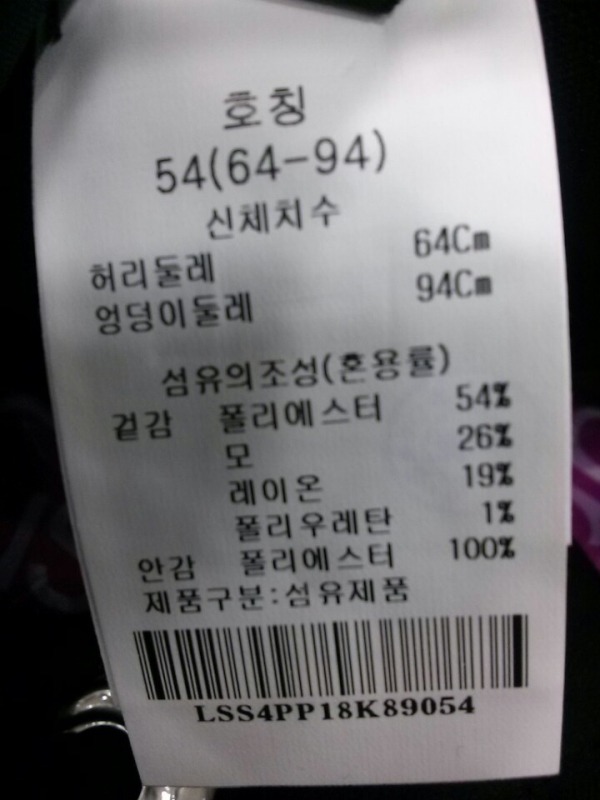 호칭
54(64-94)
신체치수
허리둘레 64Cm
엉덩이둘레 94Cm
섬유의조성(혼용률)
겉감 폴리에스터 54%
모 26%
레이온 19%
폴리우레탄 1%
안감 폴리에스터 100%
제품구분:섬유제품
LSS4PP18K89054